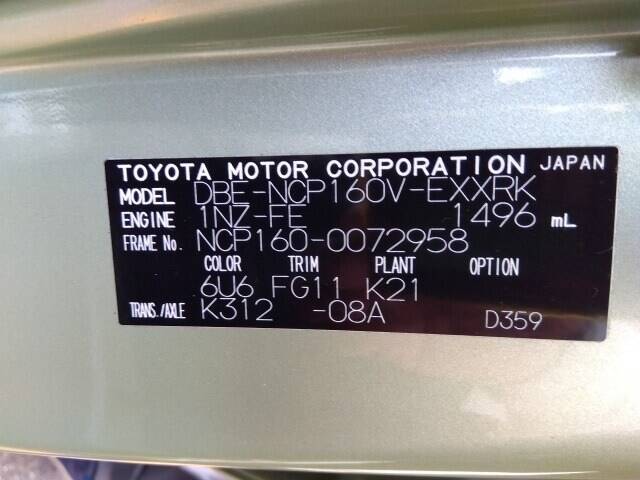 TOYOTA MOTOR CORPORATION JAPAN
MODEL DBE-NCP160V-EXXRK
ENGINE 1NZ-FE 1496 mL
FRAME No. NCP160-0072958
COLOR TRIM PLANT OPTION
6U6 FG11 K21
TRANS./AXLE K312 -08A D359